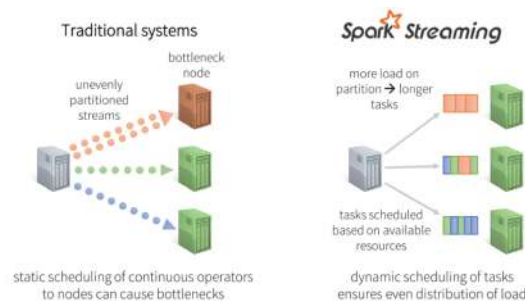 Traditional systems
bottleneck
node
unevenly
partitioned
streams
static scheduling of continuous operators
to nodes can cause bottlenecks
Spark Streaming
more load on
partition → longer
tasks
tasks scheduled
based on available
resources
dynamic scheduling of tasks
ensures even distribution of load